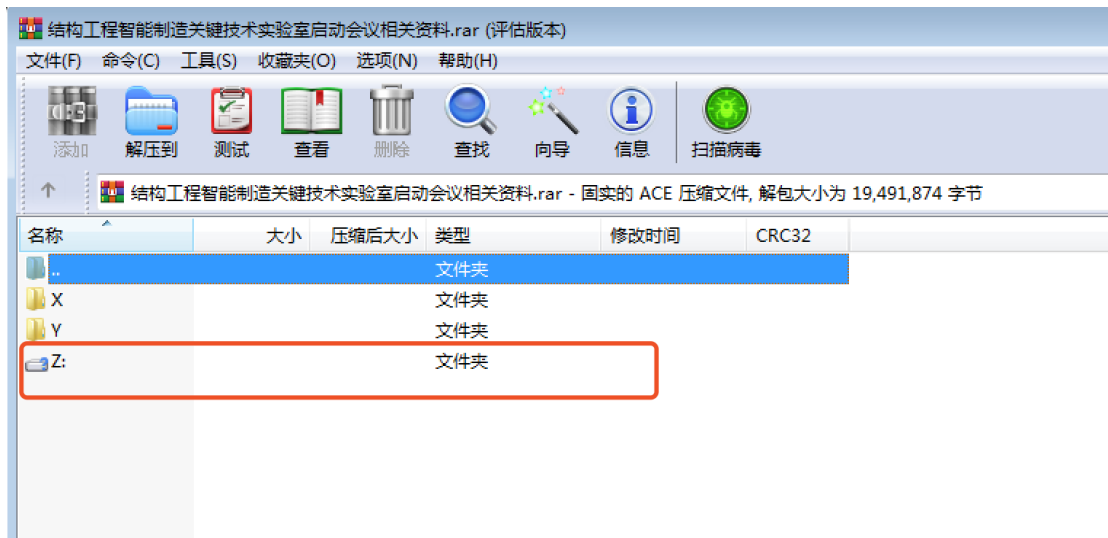 结构工程智能制造关键技术实验室启动会议相关资料.rar (评估版本)
文件(F) 命令(C) 工具(S) 收藏夹(O) 选项(N) 帮助(H)
添加 解压到 测试 查看 删除 查找 向导 信息 扫描病毒
结构工程智能制造关键技术实验室启动会议相关资料.rar - 固实的 ACE 压缩文件, 解包大小为 19,491,874 字节
名称 大小 压缩后大小 类型 修改时间 CRC32
.. 文件夹
X 文件夹
Y 文件夹
Z: 文件夹